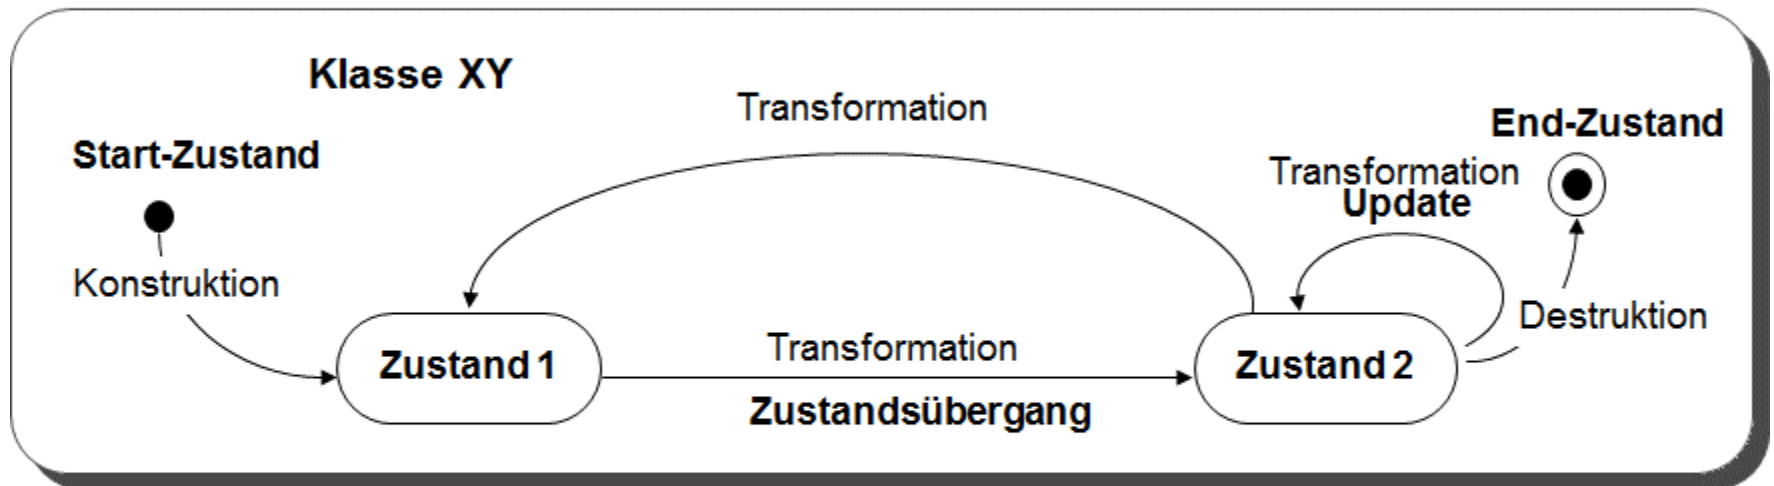 Klasse XY
Transformation
End-Zustand
Start-Zustand
Transformation
Update
Konstruktion
Destruktion
Transformation
Zustand 1
Zustand 2
Zustandsübergang